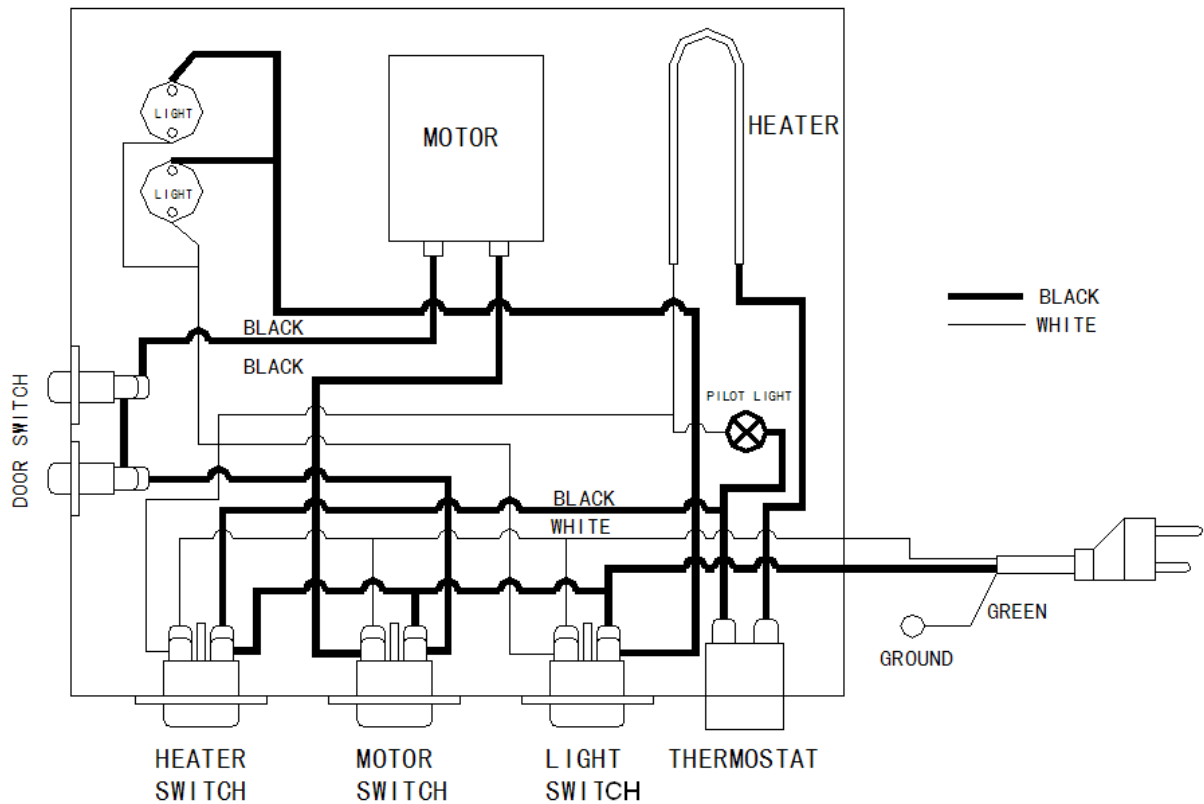 LIGHT
MOTOR
HEATER
LIGHT
BLACK
WHITE
BLACK
BLACK
PILOT LIGHT
DOOR SWITCH
BLACK
WHITE
GREEN
GROUND
HEATER
SWITCH
MOTOR
SWITCH
LIGHT
SWITCH
THERMOSTAT